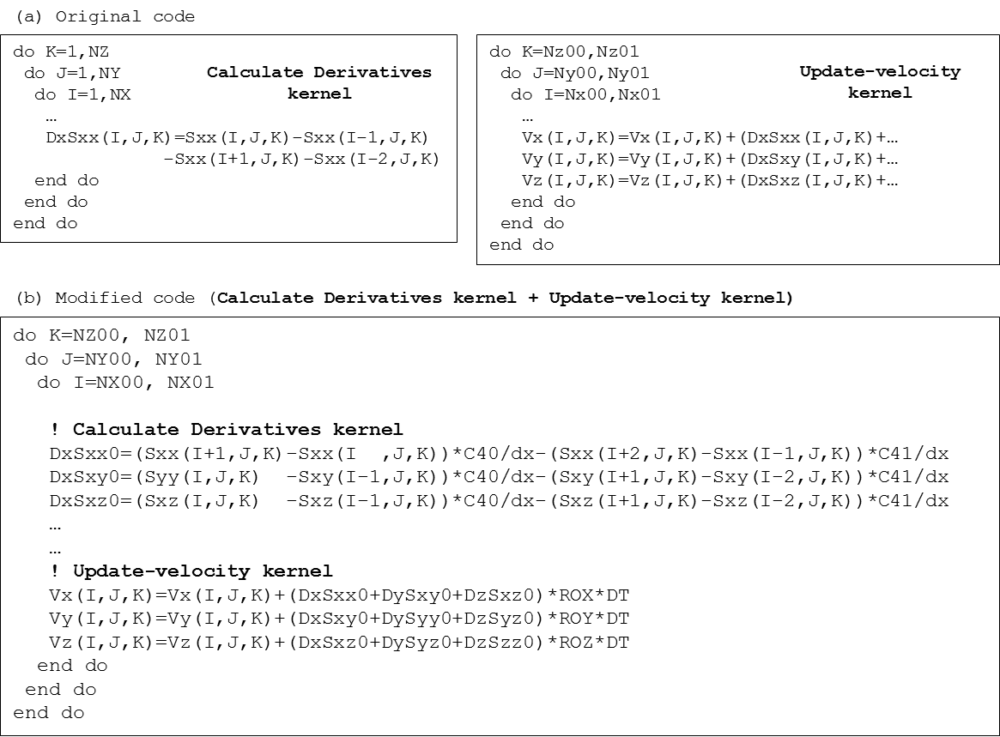 (a) Original code
do K=1,NZ
do J=1,NY
do I=1,NX
Calculate Derivatives
kernel
…
DxSxx(I,J,K)=Sxx(I,J,K)-Sxx(I-1,J,K)
-Sxx(I+1,J,K)-Sxx(I-2,J,K)
end do
end do
end do
do K=Nz00,Nz01
do J=Ny00,Ny01
do I=Nx00,Nx01
Update-velocity
kernel
…
Vx(I,J,K)=Vx(I,J,K)+(DxSxx(I,J,K)+…
Vy(I,J,K)=Vy(I,J,K)+(DxSxy(I,J,K)+…
Vz(I,J,K)=Vz(I,J,K)+(DxSxz(I,J,K)+…
end do
end do
end do
(b) Modified code (Calculate Derivatives kernel + Update-velocity kernel)
do K=NZ00, NZ01
do J=NY00, NY01
do I=NX00, NX01
! Calculate Derivatives kernel
DxSxx0=(Sxx(I+1,J,K)-Sxx(I  ,J,K))*C40/dx-(Sxx(I+2,J,K)-Sxx(I-1,J,K))*C41/dx
DxSxy0=(Syy(I,J,K)  -Sxy(I-1,J,K))*C40/dx-(Sxy(I+1,J,K)-Sxy(I-2,J,K))*C41/dx
DxSxz0=(Sxz(I,J,K)  -Sxz(I-1,J,K))*C40/dx-(Sxz(I+1,J,K)-Sxz(I-2,J,K))*C41/dx
…
…
! Update-velocity kernel
Vx(I,J,K)=Vx(I,J,K)+(DxSxx0+DySxy0+DzSxz0)*ROX*DT
Vy(I,J,K)=Vy(I,J,K)+(DxSxy0+DySyy0+DzSyz0)*ROY*DT
Vz(I,J,K)=Vz(I,J,K)+(DxSxz0+DySyz0+DzSzz0)*ROZ*DT
end do
end do
end do